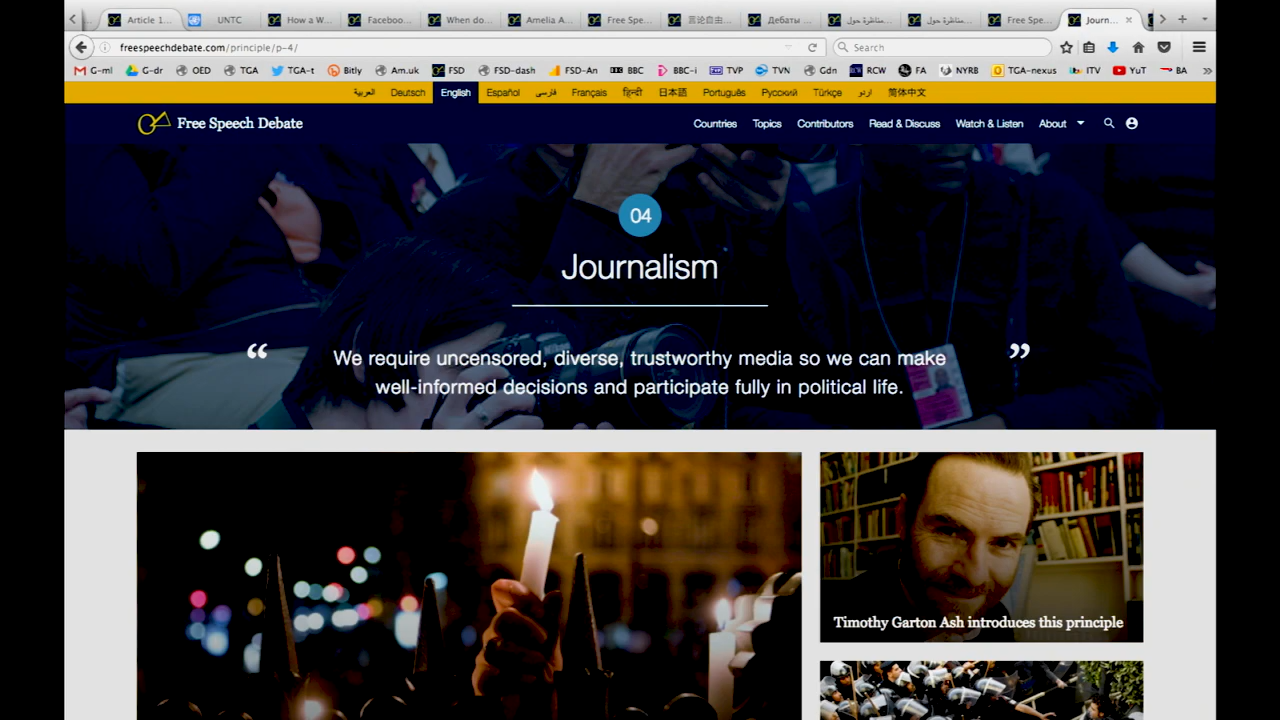 Article 1...
UNTC
How a W...
Faceboo...
When do...
Amelia A...
Free Spe...
言论自由...
Дебаты ...
مناظرة حول...
مناظرة حول...
Free Spe...
Journ...
freespeechdebate.com/principle/p-4/
Search
G-ml
G-dr
OED
TGA
TGA-t
Bitly
Am.uk
FSD
FSD-dash
FSD-An
BBC
BBC-i
TVP
TVN
Gdn
RCW
FA
NYRB
TGA-nexus
ITV
YuT
BA
العربية
Deutsch
English
Español
فارسی
Français
हिन्दी
日本語
Português
Русский
Türkçe
اردو
简体中文
Free Speech Debate
Countries
Topics
Contributors
Read & Discuss
Watch & Listen
About
04
Journalism
“ We require uncensored, diverse, trustworthy media so we can make ”
well-informed decisions and participate fully in political life.
Timothy Garton Ash introduces this principle